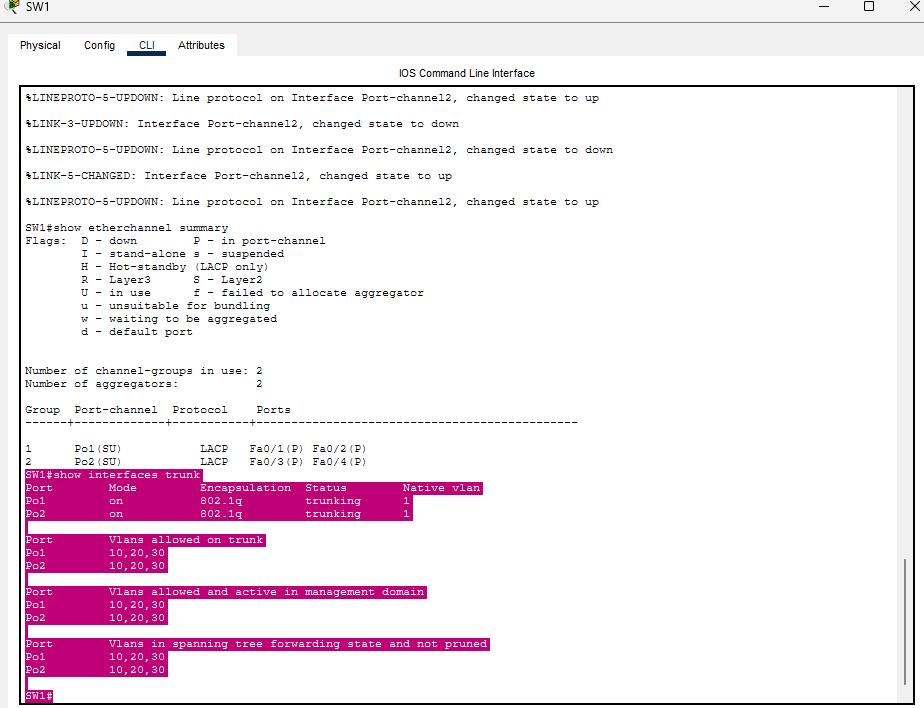 SW1
Physical Config CLI Attributes
IOS Command Line Interface
%LINEPROTO-5-UPDOWN: Line protocol on Interface Port-channel2, changed state to up
%LINK-3-UPDOWN: Interface Port-channel2, changed state to down
%LINEPROTO-5-UPDOWN: Line protocol on Interface Port-channel2, changed state to down
%LINK-5-CHANGED: Interface Port-channel2, changed state to up
%LINEPROTO-5-UPDOWN: Line protocol on Interface Port-channel2, changed state to up
SW1#show etherchannel summary
Flags:  D - down        P - in port-channel
        I - stand-alone s - suspended
        H - Hot-standby (LACP only)
        R - Layer3      S - Layer2
        U - in use      f - failed to allocate aggregator
        u - unsuitable for bundling
        w - waiting to be aggregated
        d - default port
Number of channel-groups in use: 2
Number of aggregators:           2
Group  Port-channel  Protocol    Ports
------+-------------+-----------+----------------------------------------------
1      Po1(SU)           LACP   Fa0/1(P) Fa0/2(P)
2      Po2(SU)           LACP   Fa0/3(P) Fa0/4(P)
SW1#show interfaces trunk
Port        Mode         Encapsulation  Status        Native vlan
Po1         on           802.1q         trunking      1
Po2         on           802.1q         trunking      1
Port        Vlans allowed on trunk
Po1         10,20,30
Po2         10,20,30
Port        Vlans allowed and active in management domain
Po1         10,20,30
Po2         10,20,30
Port        Vlans in spanning tree forwarding state and not pruned
Po1         10,20,30
Po2         10,20,30
SW1#